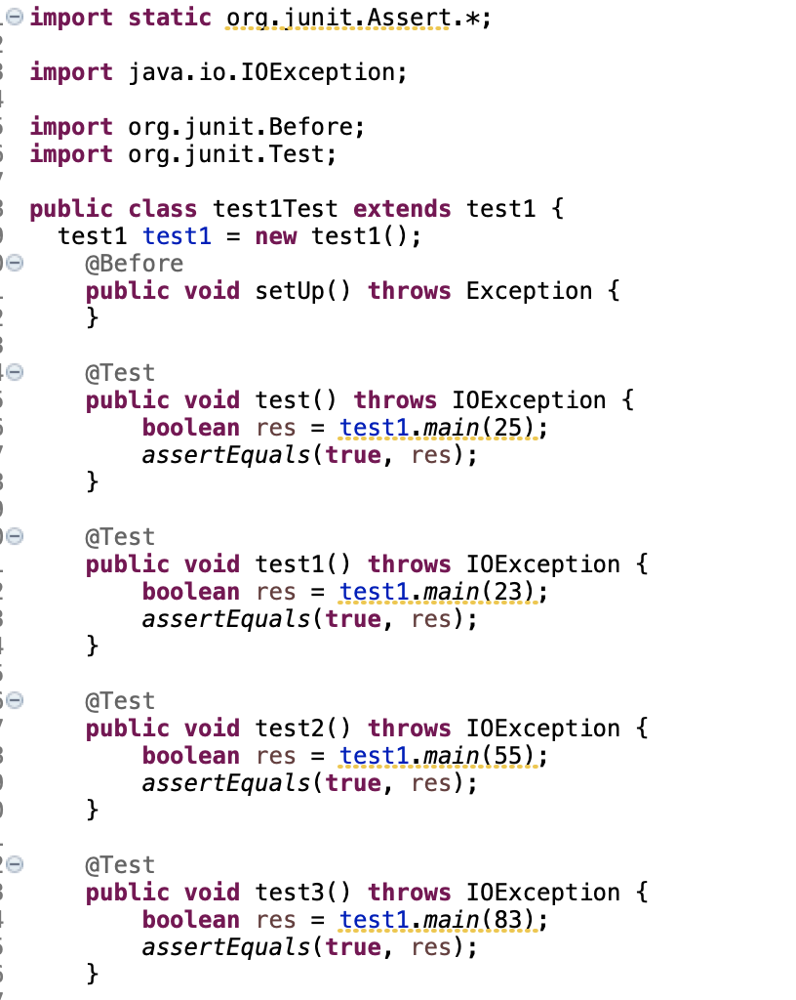 import static org.junit.Assert.*;
import java.io.IOException;
import org.junit.Before;
import org.junit.Test;
public class test1Test extends test1 {
test1 test1 = new test1();
@Before
public void setUp() throws Exception {
}
@Test
public void test() throws IOException {
boolean res = test1.main(25);
assertEquals(true, res);
}
@Test
public void test1() throws IOException {
boolean res = test1.main(23);
assertEquals(true, res);
}
@Test
public void test2() throws IOException {
boolean res = test1.main(55);
assertEquals(true, res);
}
@Test
public void test3() throws IOException {
boolean res = test1.main(83);
assertEquals(true, res);
}